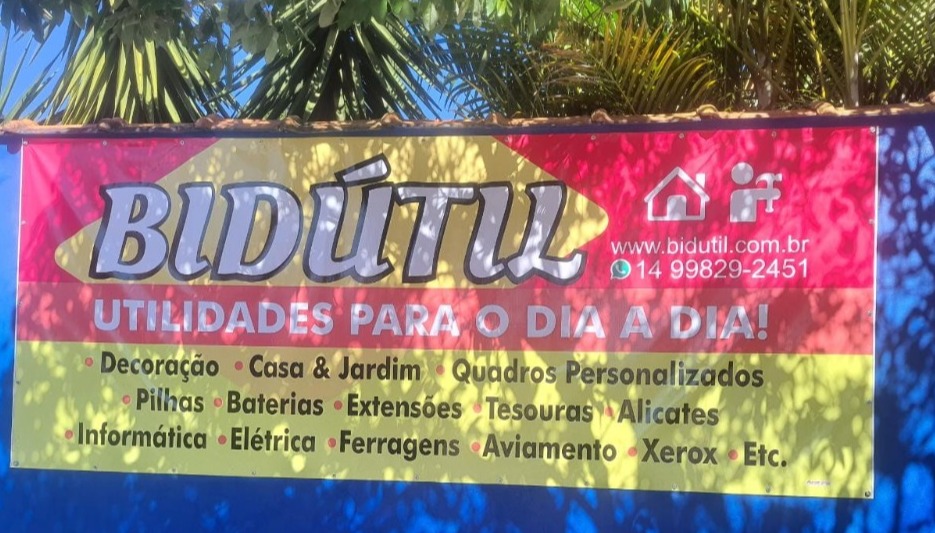 BIDÚTIL
www.bidutil.com.br
14 99829-2451
UTILIDADES PARA O DIA A DIA!
• Decoração • Casa & Jardim • Quadros Personalizados
• Pilhas • Baterias • Extensões • Tesouras • Alicates
• Informática • Elétrica • Ferragens • Aviamento • Xerox • Etc.